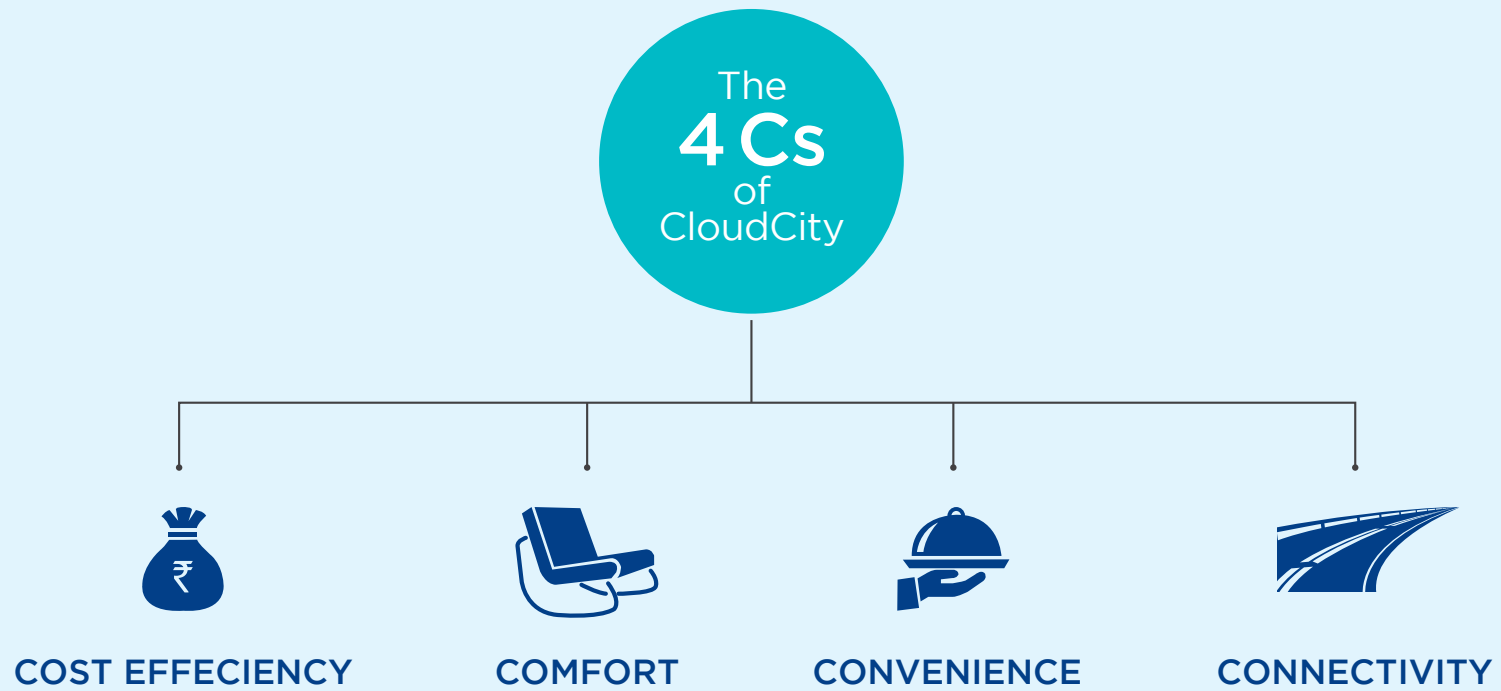 The
4 Cs
of
CloudCity
₹
COST EFFECIENCY
COMFORT
CONVENIENCE
CONNECTIVITY